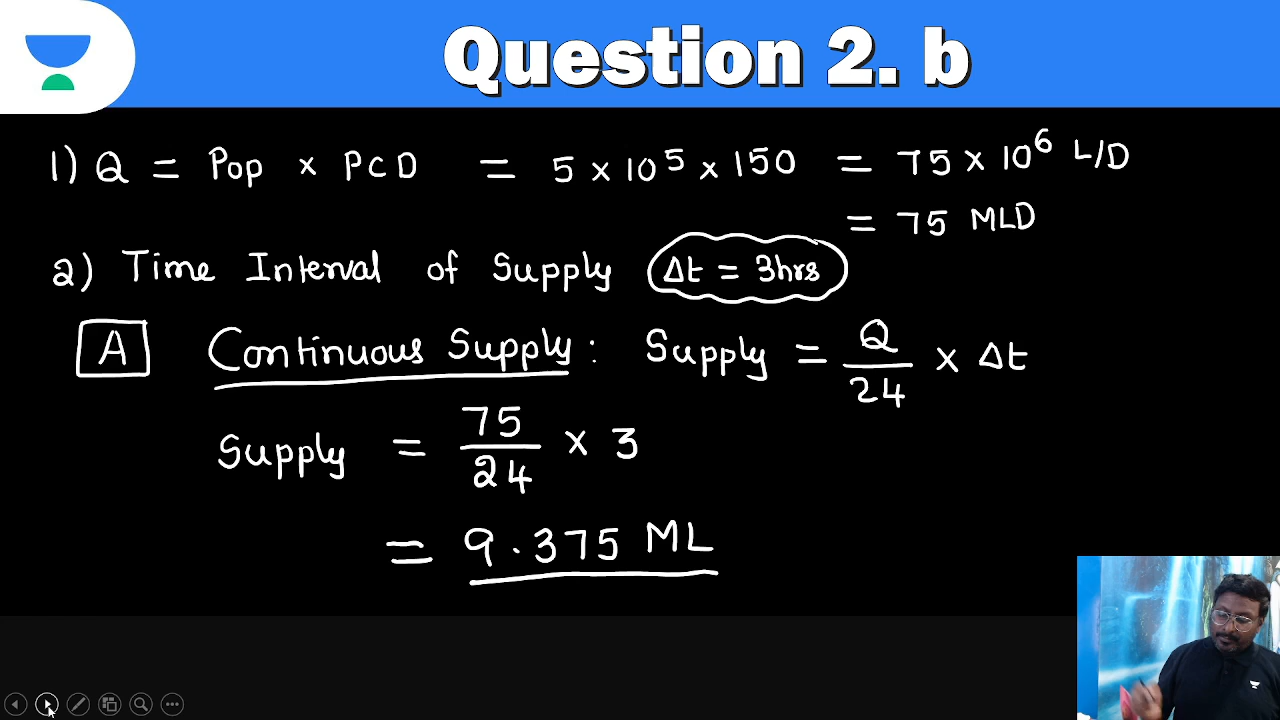 Question 2. b
1) Q = Pop × PCD = 5 × 10⁵ × 150 = 75 × 10⁶ L/D
= 75 MLD
2) Time Interval of Supply Δt = 3hrs
A Continuous Supply : Supply = Q/24 × Δt
Supply = 75/24 × 3
= 9.375 ML